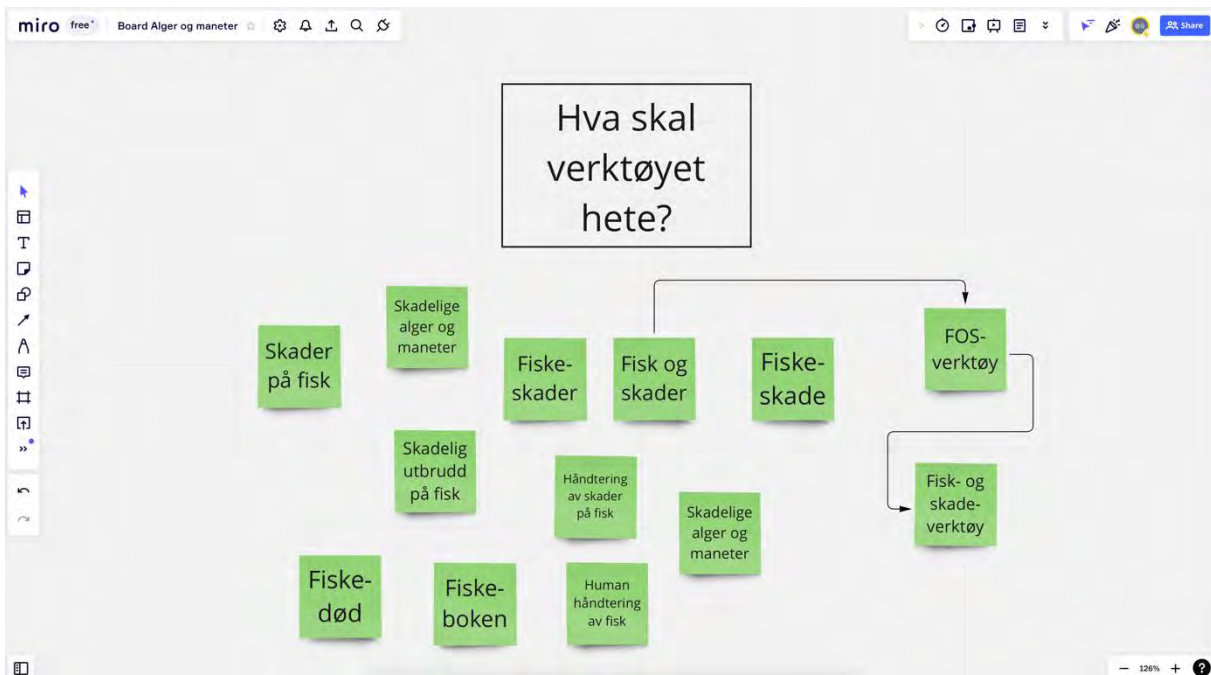 miro free
Board Alger og maneter
Share
Hva skal
verktøyet
hete?
Skader
på fisk
Skadelige
alger og
maneter
Fiske-
skader
Fisk og
skader
Fiske-
skade
FOS-
verktøy
Skadelig
utbrudd
på fisk
Håndtering
av skader
på fisk
Skadelige
alger og
maneter
Fisk- og
skade-
verktøy
Fiske-
død
Fiske-
boken
Human
håndtering
av fisk
126%